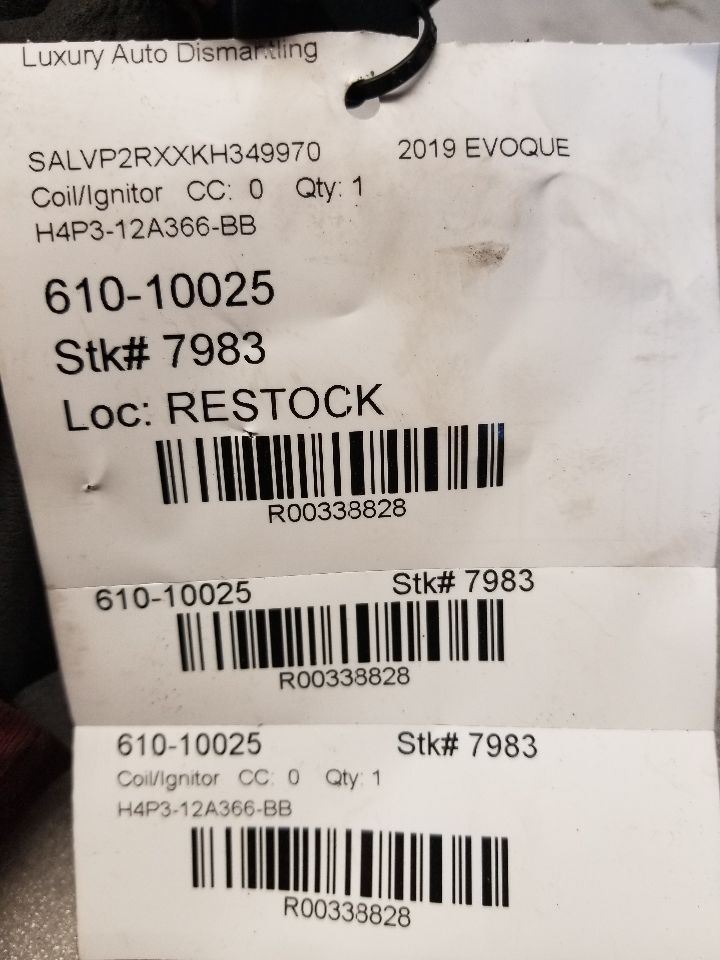 Luxury Auto Dismantling
SALVP2RXXKH349970 2019 EVOQUE
Coil/Ignitor CC: 0 Qty: 1
H4P3-12A366-BB
610-10025
Stk# 7983
Loc: RESTOCK
R00338828
610-10025 Stk# 7983
R00338828
610-10025 Stk# 7983
Coil/Ignitor CC: 0 Qty: 1
H4P3-12A366-BB
R00338828